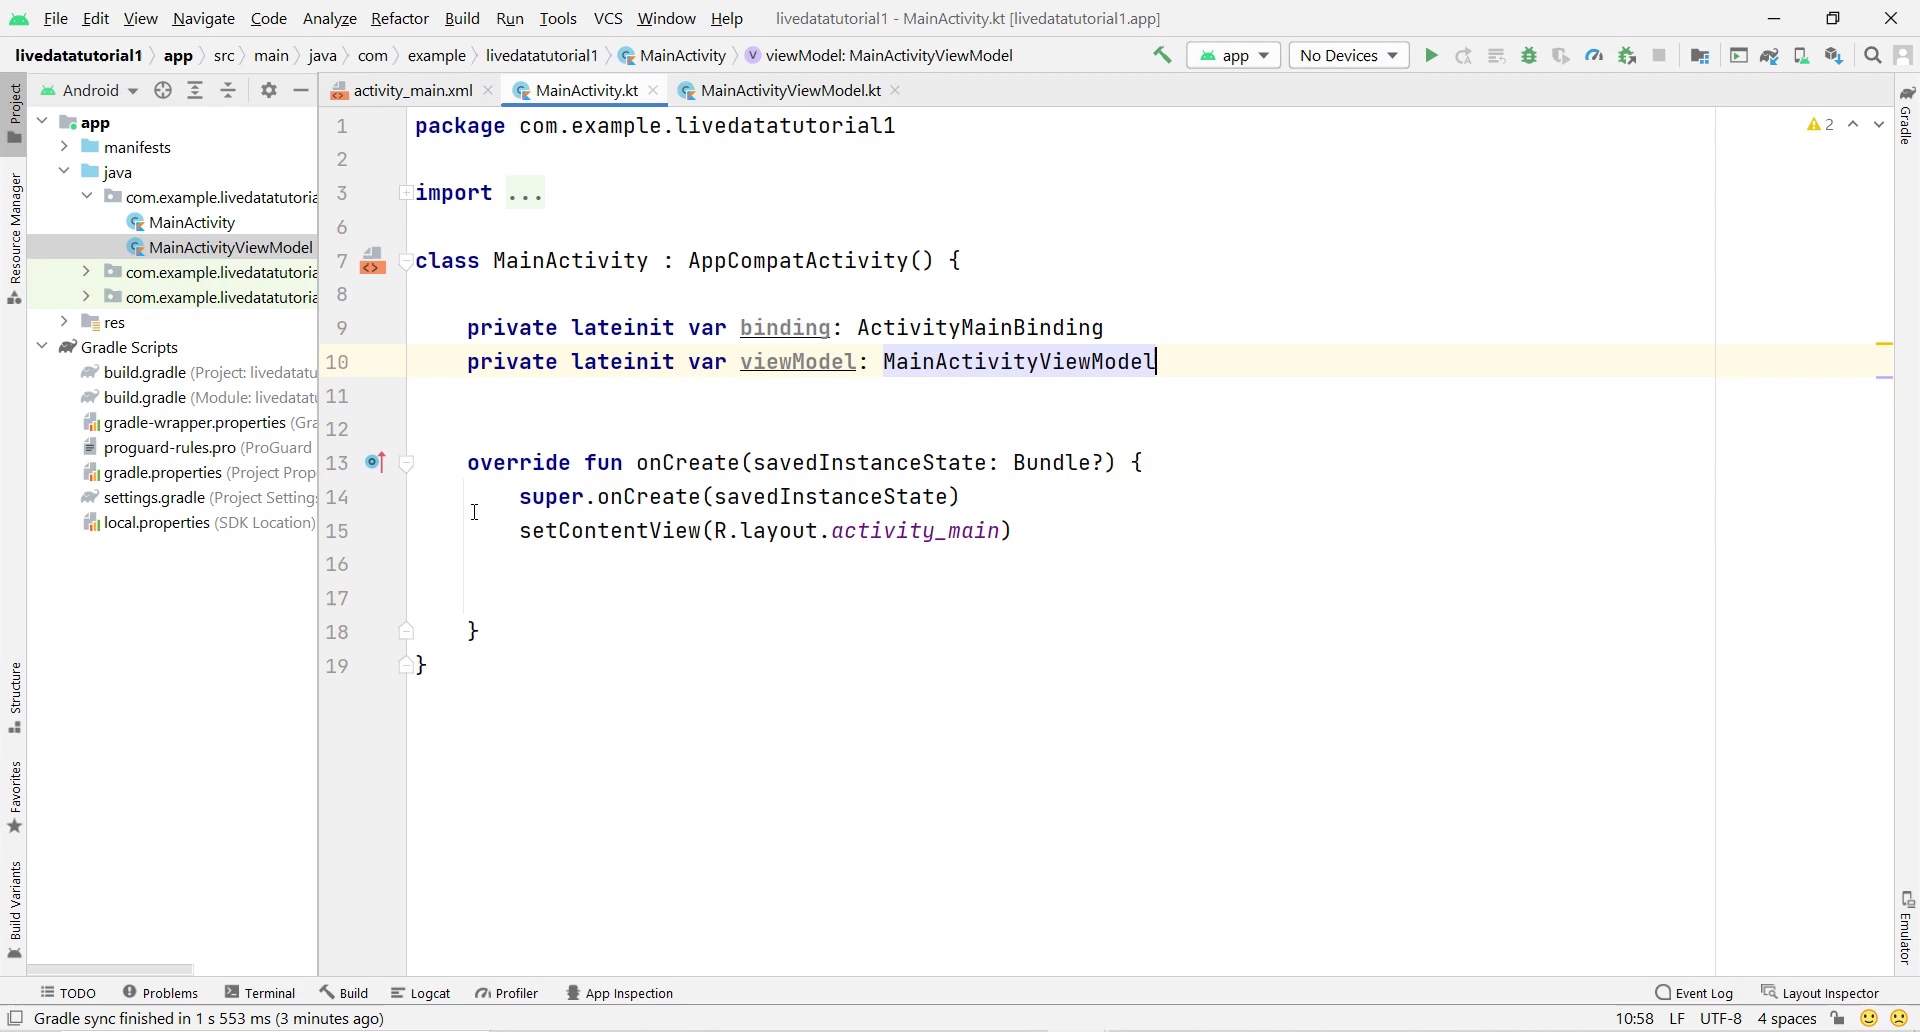 File Edit View Navigate Code Analyze Refactor Build Run Tools VCS Window Help livedatatutorial1 - MainActivity.kt [livedatatutorial1.app]
livedatatutorial1 app src main java com example livedatatutorial1 MainActivity viewModel: MainActivityViewModel app No Devices
Project
Android
activity_main.xml MainActivity.kt MainActivityViewModel.kt
Gradle
app
manifests
java
com.example.livedatatutoria
MainActivity
MainActivityViewModel
com.example.livedatatutoria
com.example.livedatatutoria
res
Gradle Scripts
build.gradle (Project: livedatatu
build.gradle (Module: livedatatu
gradle-wrapper.properties (Gra
proguard-rules.pro (ProGuard
gradle.properties (Project Prop
settings.gradle (Project Setting
local.properties (SDK Location)
Resource Manager
Structure
Favorites
Build Variants
1 package com.example.livedatatutorial1
2
3 import ...
6
7 class MainActivity : AppCompatActivity() {
8
9 private lateinit var binding: ActivityMainBinding
10 private lateinit var viewModel: MainActivityViewModel
11
12
13 override fun onCreate(savedInstanceState: Bundle?) {
14 super.onCreate(savedInstanceState)
15 setContentView(R.layout.activity_main)
16
17
18 }
19 }
2
Emulator
TODO Problems Terminal Build Logcat Profiler App Inspection Event Log Layout Inspector
Gradle sync finished in 1 s 553 ms (3 minutes ago) 10:58 LF UTF-8 4 spaces